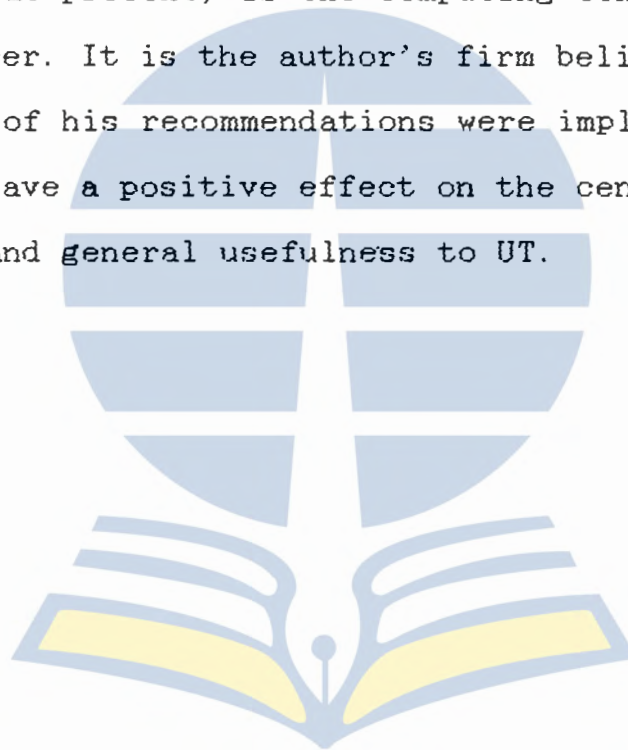 er. It is the author's firm beli
of his recommendations were impl
ave a positive effect on the cen
nd general usefulness to UT.